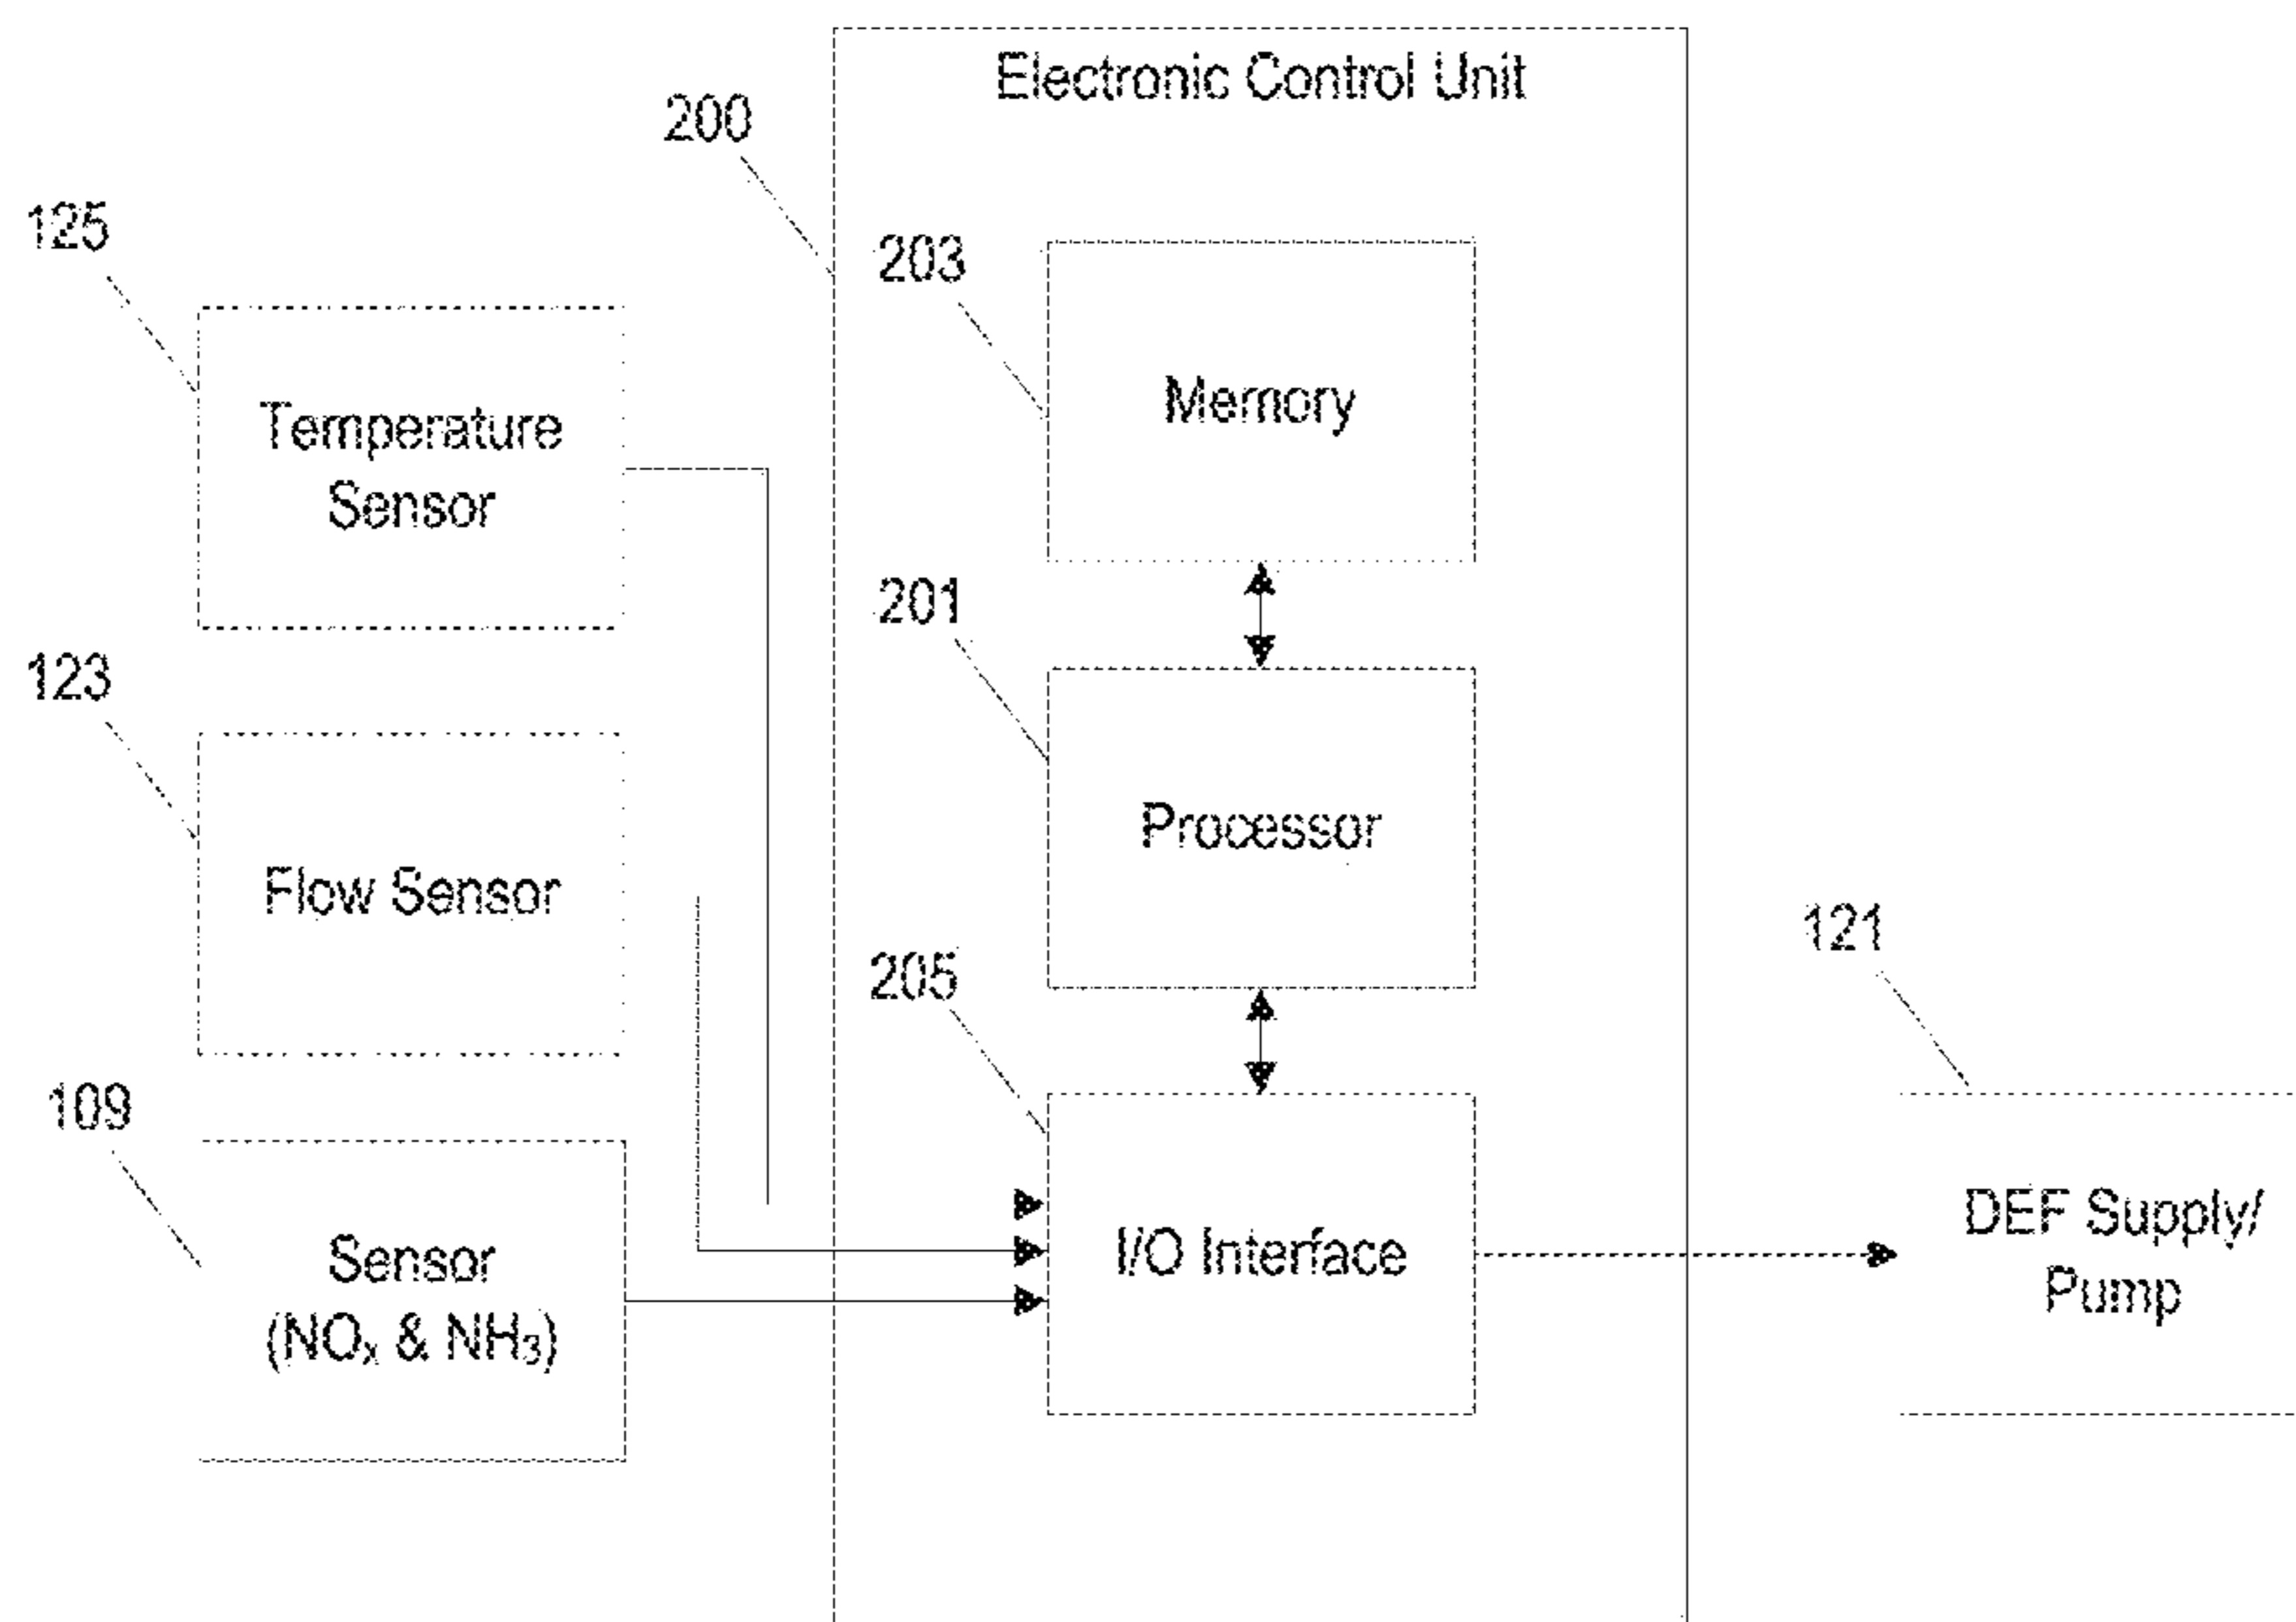 Electronic Control Unit
200
125
203
Memory
Temperature
Sensor
201
123
Processor
Flow Sensor
121
205
109
I/O Interface
DEF Supply/
Pump
Sensor
(NOₓ & NH₃)